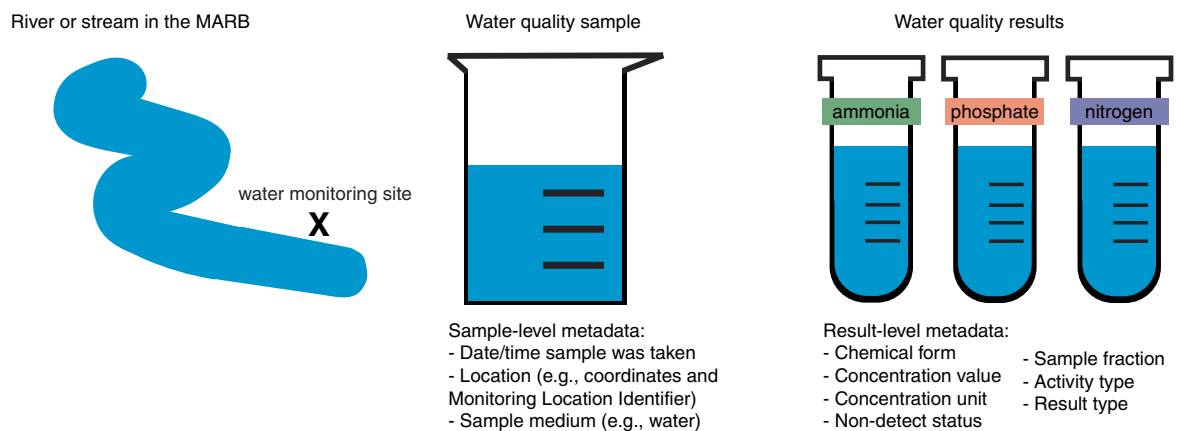 River or stream in the MARB
water monitoring site
X
Water quality sample
Sample-level metadata:
- Date/time sample was taken
- Location (e.g., coordinates and
Monitoring Location Identifier)
- Sample medium (e.g., water)
Water quality results
ammonia
phosphate
nitrogen
Result-level metadata:
- Chemical form
- Concentration value
- Concentration unit
- Non-detect status
- Sample fraction
- Activity type
- Result type